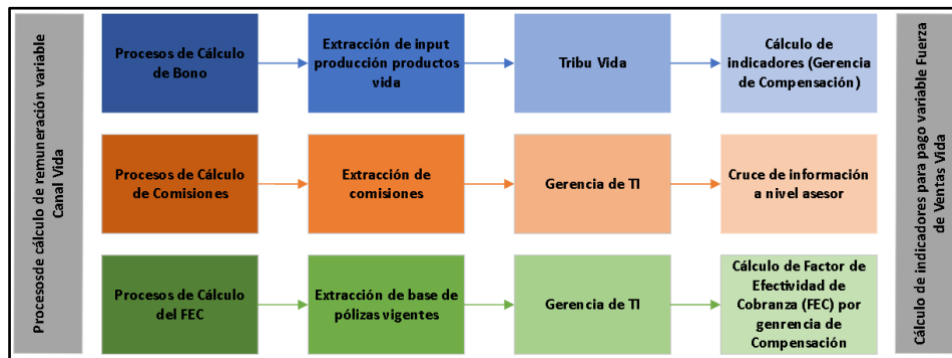 Procesosde cálculo de remuneración variable
Canal Vida
Procesos de Cálculo
de Bono
Extracción de input
producción productos
vida
Tribu Vida
Cálculo de
indicadores (Gerencia
de Compensación)
Procesos de Cálculo
de Comisiones
Extracción de
comisiones
Gerencia de TI
Cruce de información
a nivel asesor
Procesos de Cálculo
del FEC
Extracción de base de
pólizas vigentes
Gerencia de TI
Cálculo de Factor de
Efectividad de
Cobranza (FEC) por
genrencia de
Compensación
Cálculo de indicadores para pago variable Fuerza
de Ventas Vida